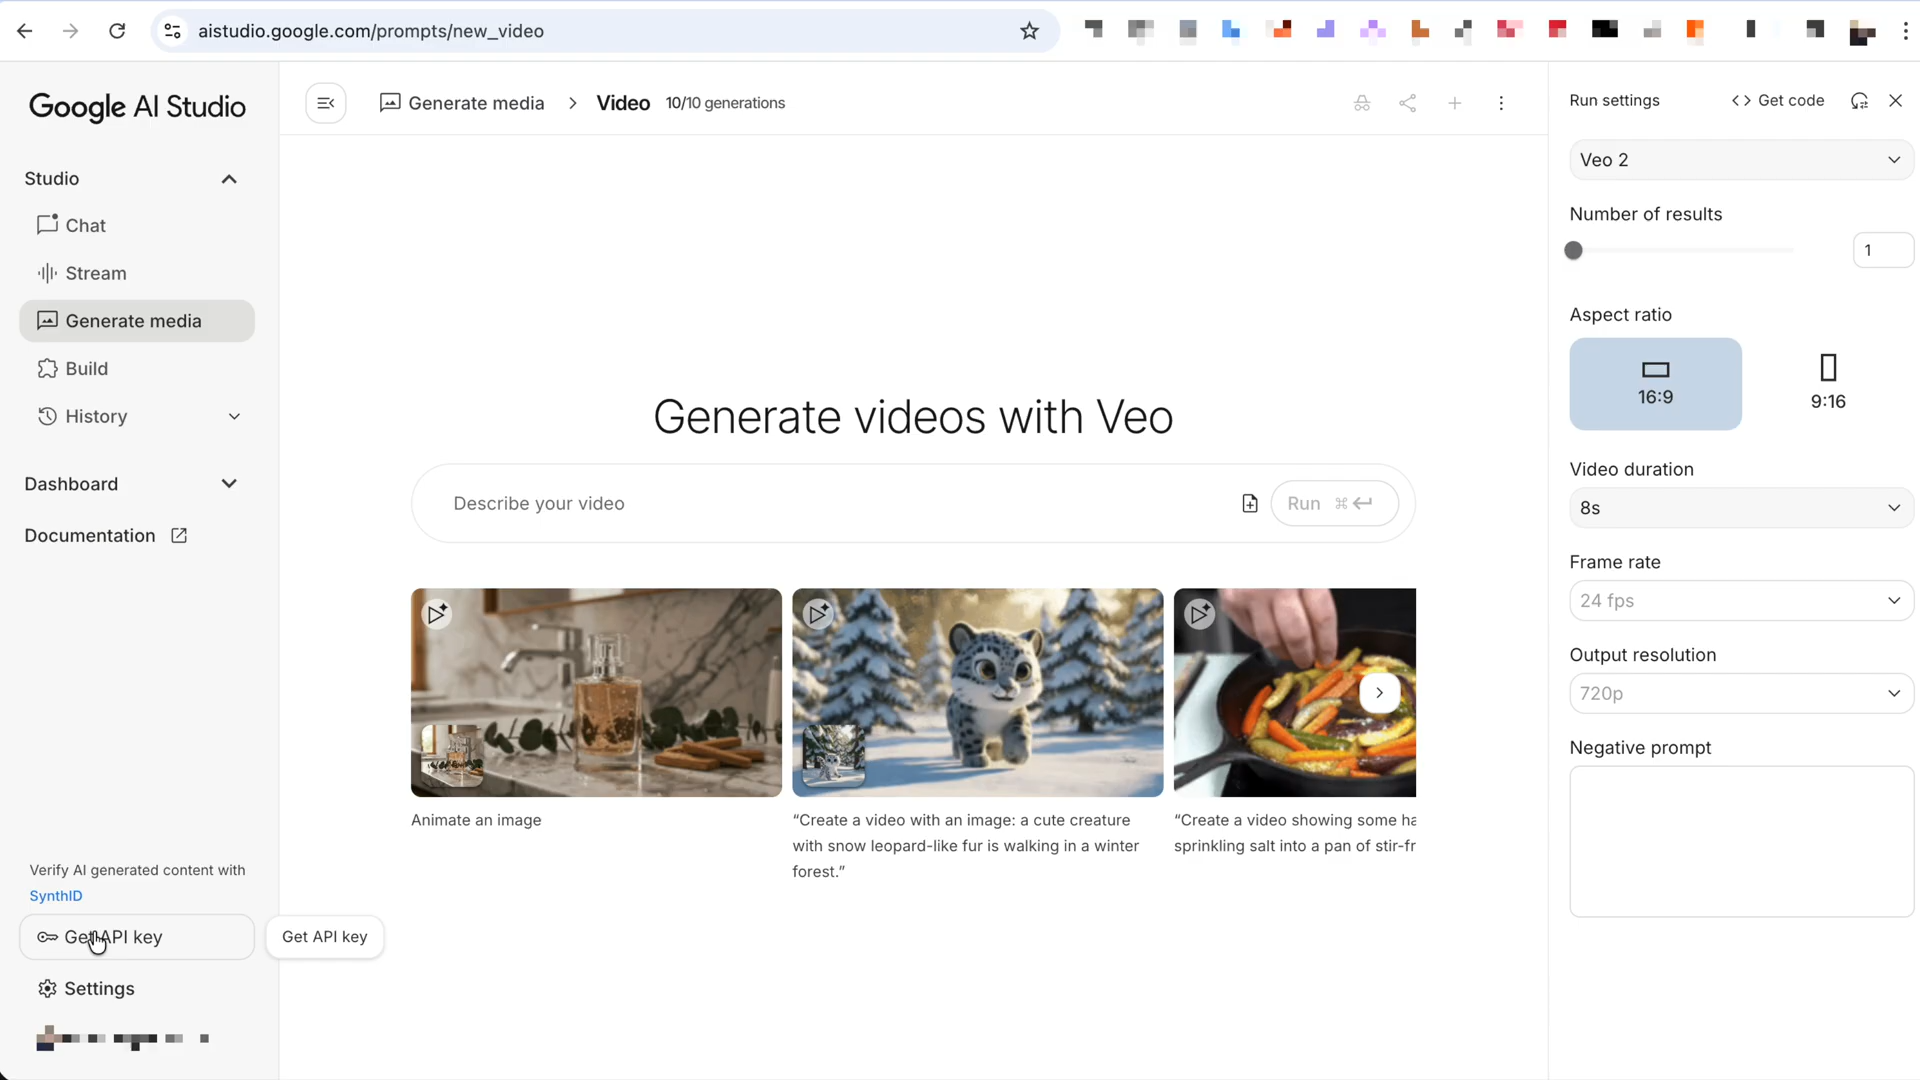 aistudio.google.com/prompts/new_video
Google AI Studio
Studio
Chat
Stream
Generate media
Build
History
Dashboard
Documentation
Verify AI generated content with
SynthID
Get API key
Get API key
Settings
Generate media > Video 10/10 generations
Generate videos with Veo
Describe your video
Run ⌘↵
Animate an image
“Create a video with an image: a cute creature
with snow leopard-like fur is walking in a winter
forest.”
“Create a video showing some ha
sprinkling salt into a pan of stir-fr
Run settings
<> Get code
Veo 2
Number of results
1
Aspect ratio
16:9
9:16
Video duration
8s
Frame rate
24 fps
Output resolution
720p
Negative prompt